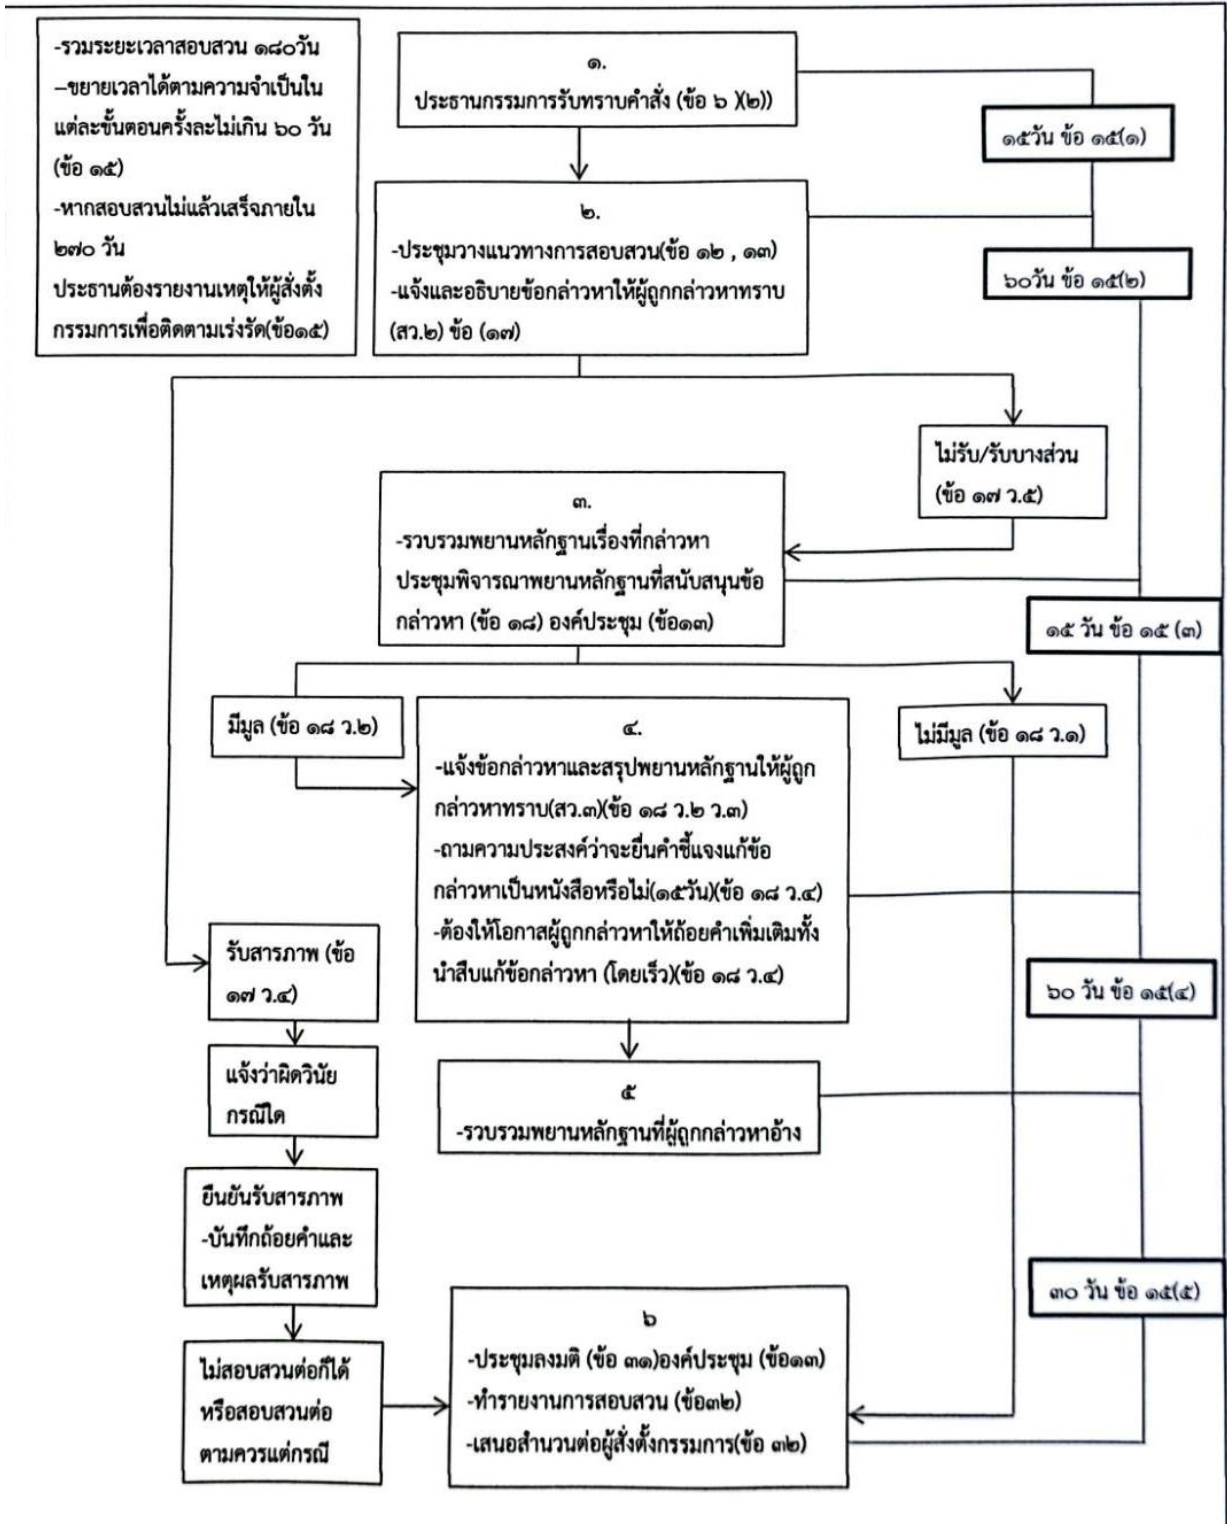 -รวมระยะเวลาสอบสวน ๑๘๐วัน
–ขยายเวลาได้ตามความจำเป็นใน
แต่ละขั้นตอนครั้งละไม่เกิน ๖๐ วัน
(ข้อ ๑๕)
-หากสอบสวนไม่แล้วเสร็จภายใน
๒๗๐ วัน
ประธานต้องรายงานเหตุให้ผู้สั่งตั้ง
กรรมการเพื่อติดตามเร่งรัด(ข้อ๑๕)
๑.
ประธานกรรมการรับทราบคำสั่ง (ข้อ ๖ )(๒))
๑๕วัน ข้อ ๑๕(๑)
๒.
-ประชุมวางแนวทางการสอบสวน(ข้อ ๑๒ , ๑๓)
-แจ้งและอธิบายข้อกล่าวหาให้ผู้ถูกกล่าวหาทราบ
(สว.๒) ข้อ (๑๗)
๖๐วัน ข้อ ๑๕(๒)
ไม่รับ/รับบางส่วน
(ข้อ ๑๗ ว.๕)
๓.
-รวบรวมพยานหลักฐานเรื่องที่กล่าวหา
ประชุมพิจารณาพยานหลักฐานที่สนับสนุนข้อ
กล่าวหา (ข้อ ๑๘) องค์ประชุม (ข้อ๑๓)
๑๕ วัน ข้อ ๑๕ (๓)
มีมูล (ข้อ ๑๘ ว.๒)
ไม่มีมูล (ข้อ ๑๘ ว.๑)
๔.
-แจ้งข้อกล่าวหาและสรุปพยานหลักฐานให้ผู้ถูก
กล่าวหาทราบ(สว.๓)(ข้อ ๑๘ ว.๒ ว.๓)
-ถามความประสงค์ว่าจะยื่นคำชี้แจงแก้ข้อ
กล่าวหาเป็นหนังสือหรือไม่(๑๕วัน)(ข้อ ๑๘ ว.๔)
-ต้องให้โอกาสผู้ถูกกล่าวหาให้ถ้อยคำเพิ่มเติมทั้ง
นำสืบแก้ข้อกล่าวหา (โดยเร็ว)(ข้อ ๑๘ ว.๔)
๖๐ วัน ข้อ ๑๕(๔)
รับสารภาพ (ข้อ
๑๗ ว.๔)
แจ้งว่าผิดวินัย
กรณีใด
๕
-รวบรวมพยานหลักฐานที่ผู้ถูกกล่าวหาอ้าง
ยืนยันรับสารภาพ
-บันทึกถ้อยคำและ
เหตุผลรับสารภาพ
๓๐ วัน ข้อ ๑๕(๕)
ไม่สอบสวนต่อก็ได้
หรือสอบสวนต่อ
ตามควรแต่กรณี
๖
-ประชุมลงมติ (ข้อ ๓๑)องค์ประชุม (ข้อ๑๓)
-ทำรายงานการสอบสวน (ข้อ๓๒)
-เสนอสำนวนต่อผู้สั่งตั้งกรรมการ(ข้อ ๓๒)